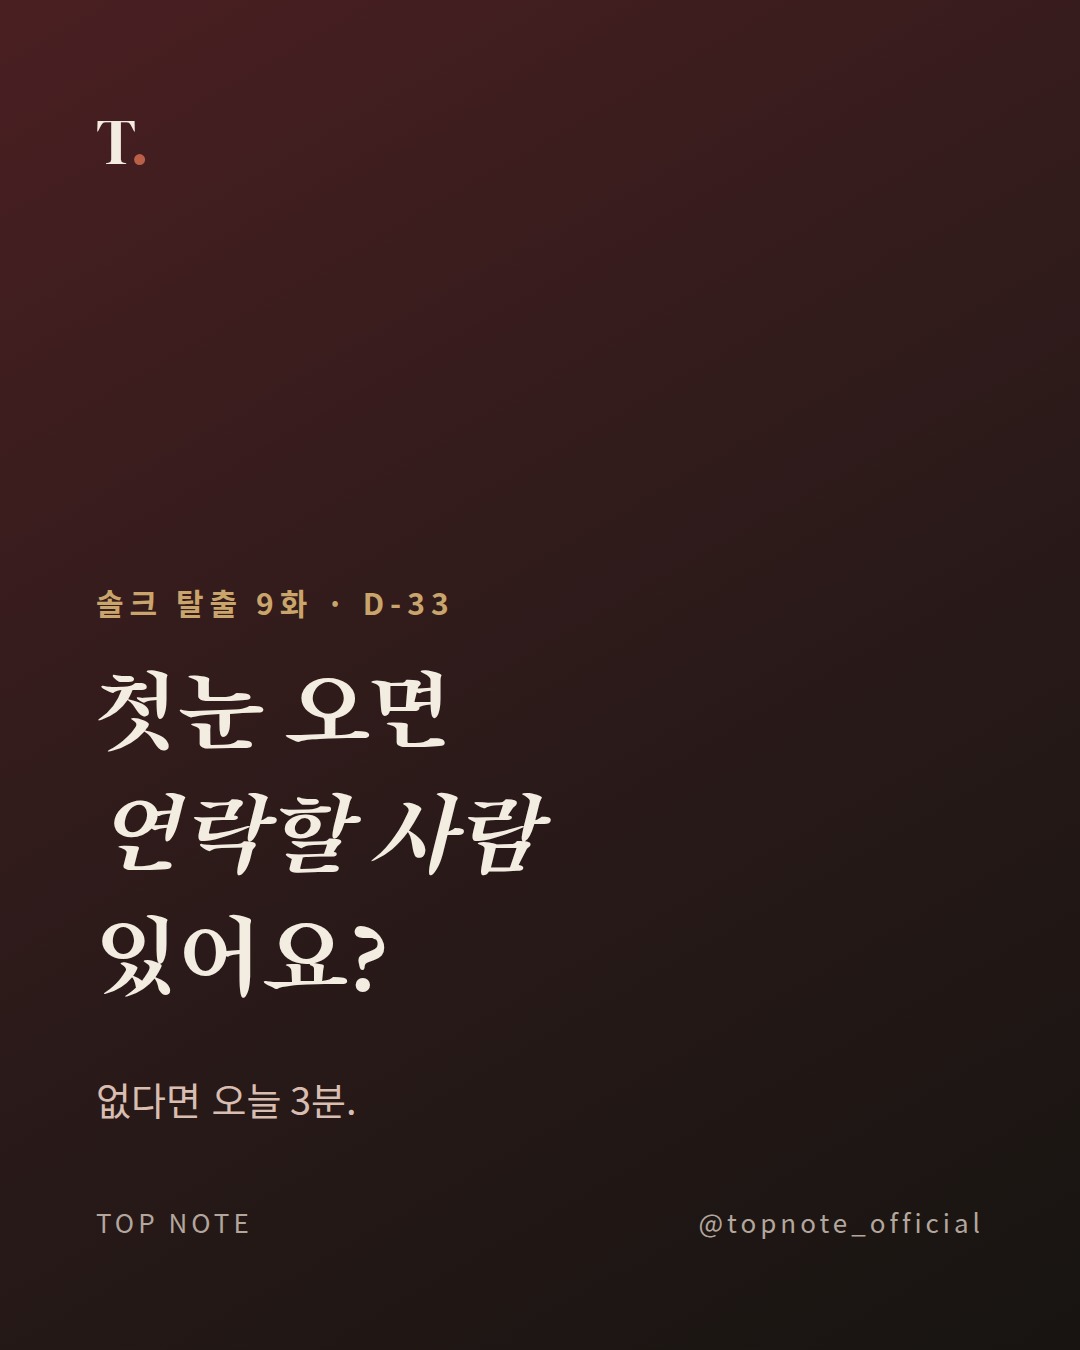 T.
솔크 탈출 9화 · D-33
첫눈 오면
연락할 사람
있어요?
없다면 오늘 3분.
TOP NOTE
@topnote_official